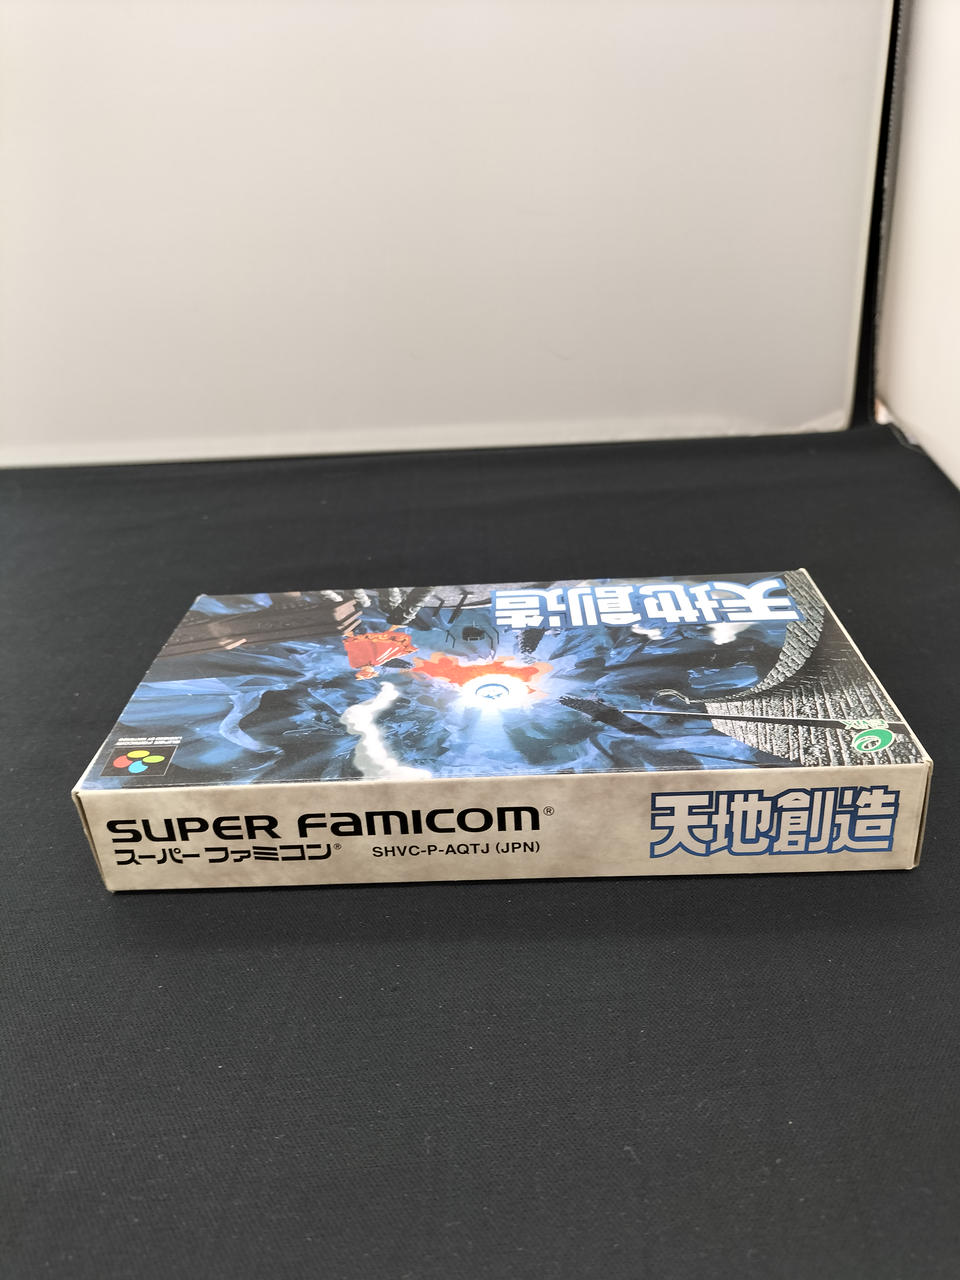 天地創造
ENIX
SUPER FAMICOM®
スーパーファミコン®
SHVC-P-AQTJ (JPN)
天地創造